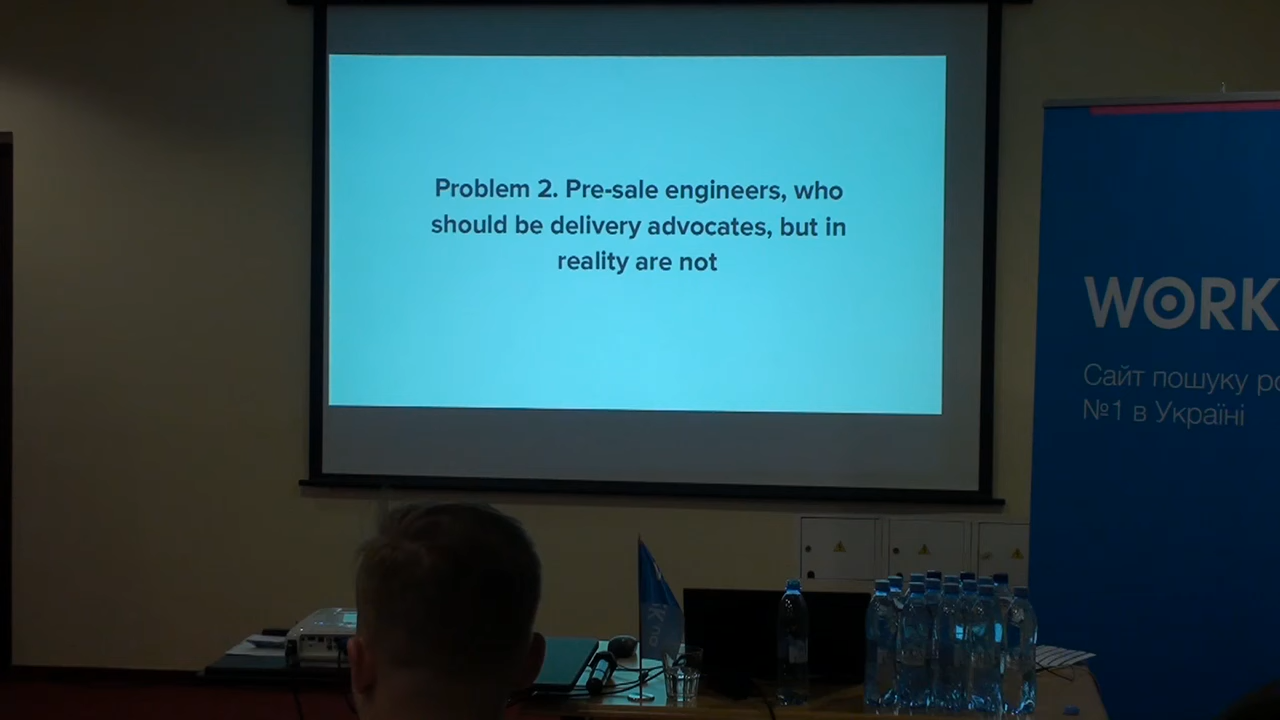 Problem 2. Pre-sale engineers, who
should be delivery advocates, but in
reality are not
WORK
Сайт пошуку
№1 в Україні